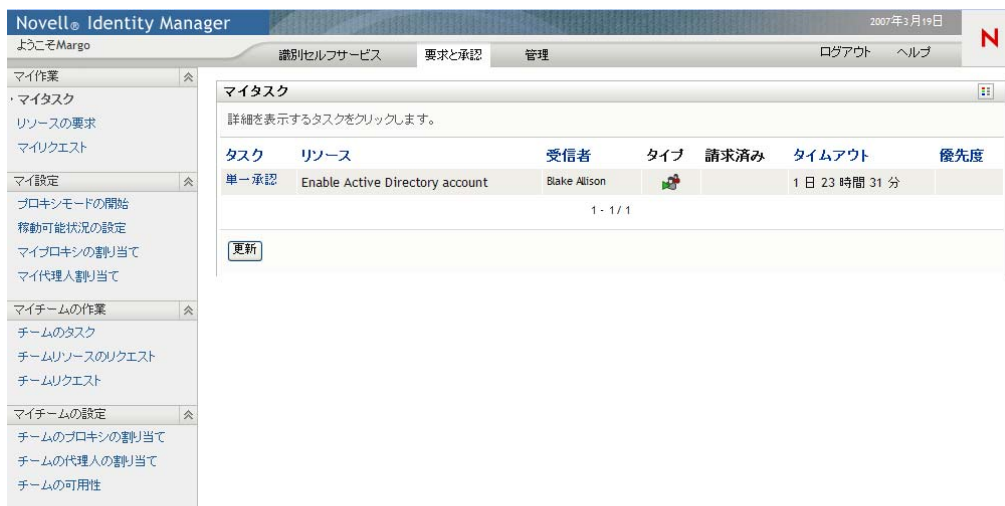 Novell® Identity Manager
2007年3月19日
ようこそMargo
識別セルフサービス 要求と承認 管理 ログアウト ヘルプ
N
マイ作業
・マイタスク
リソースの要求
マイリクエスト
マイ設定
プロキシモードの開始
稼動可能状況の設定
マイプロキシの割り当て
マイ代理人割り当て
マイチームの作業
チームのタスク
チームリソースのリクエスト
チームリクエスト
マイチームの設定
チームのプロキシの割り当て
チームの代理人の割り当て
チームの可用性
マイタスク
詳細を表示するタスクをクリックします。
タスク リソース 受信者 タイプ 請求済み タイムアウト 優先度
単一承認 Enable Active Directory account Blake Allison 1 日 23 時間 31 分
1 - 1/ 1
更新